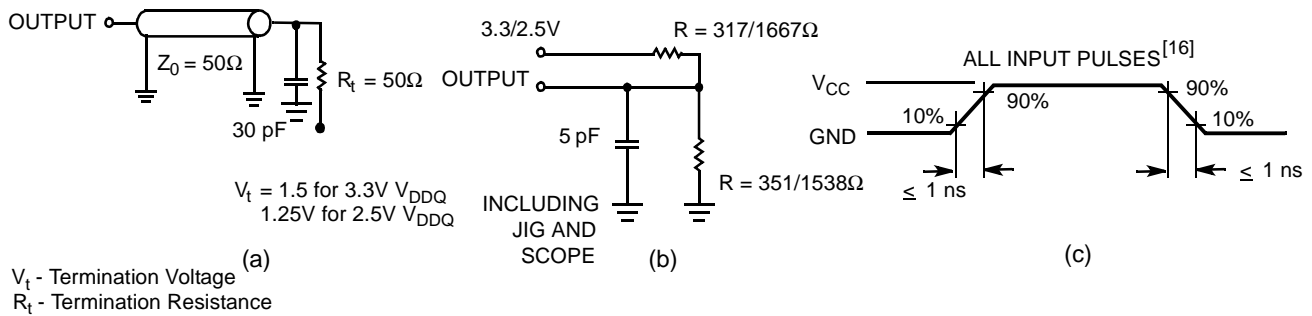 OUTPUT
Z0 = 50Ω
Rt = 50Ω
30 pF
Vt = 1.5 for 3.3V VDDQ
1.25V for 2.5V VDDQ
(a)
Vt - Termination Voltage
Rt - Termination Resistance
3.3/2.5V
R = 317/1667Ω
OUTPUT
5 pF
R = 351/1538Ω
INCLUDING
JIG AND
SCOPE
(b)
ALL INPUT PULSES[16]
VCC
GND
10%
90%
90%
10%
≤ 1 ns
≤ 1 ns
(c)